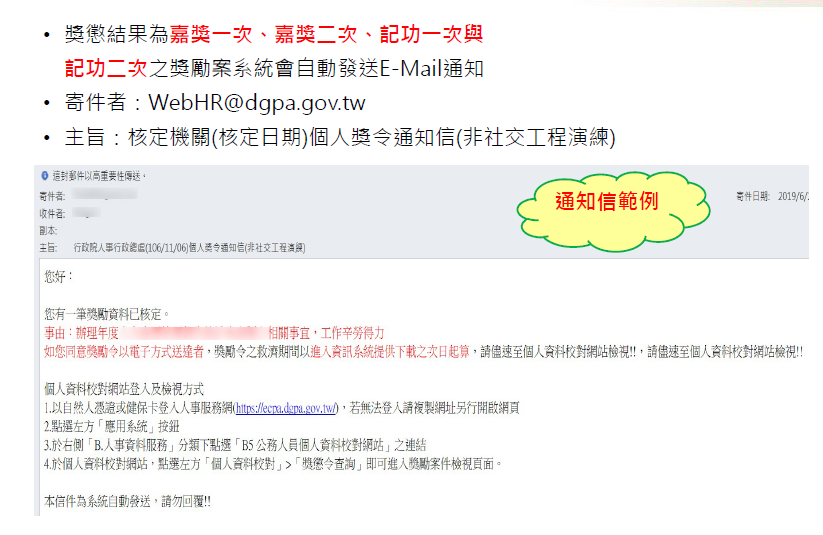 • 獎懲結果為嘉獎一次、嘉獎二次、記功一次與
記功二次之獎勵案系統會自動發送E-Mail通知
• 寄件者：WebHR@dgpa.gov.tw
• 主旨：核定機關(核定日期)個人獎令通知信(非社交工程演練)
這封郵件以高重要性傳送。
通知信範例
寄件者:
寄件日期: 2019/6/
收件者:
副本:
主旨: 行政院人事行政總處(106/11/06)個人獎令通知信(非社交工程演練)
您好：
您有一筆獎勵資料已核定。
事由：辦理年度 相關事宜，工作辛勞得力
如您同意獎勵令以電子方式送達者，獎勵令之救濟期間以進入資訊系統提供下載之次日起算，請儘速至個人資料校對網站檢視!!，請儘速至個人資料校對網站檢視!!
個人資料校對網站登入及檢視方式
1.以自然人憑證或健保卡登入人事服務網(https://ecpa.dgpa.gov.tw/)，若無法登入請複製網址另行開啟網頁
2.點選左方「應用系統」按鈕
3.於右側「B.人事資料服務」分類下點選「B5公務人員個人資料校對網站」之連結
4.於個人資料校對網站，點選左方「個人資料校對」>「獎懲令查詢」即可進入獎勵案件檢視頁面。
本信件為系統自動發送，請勿回覆!!